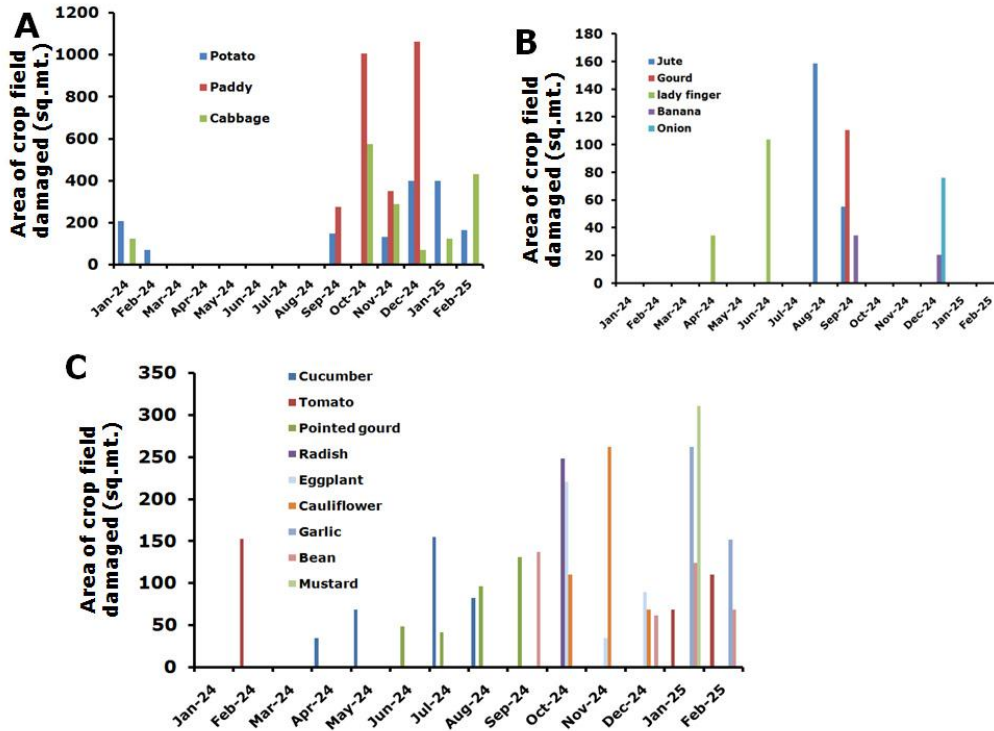 A
Area of crop field
damaged (sq.mt.)
1200
1000
800
600
400
200
0
Potato
Paddy
Cabbage
Jan-24
Feb-24
Mar-24
Apr-24
May-24
Jun-24
Jul-24
Aug-24
Sep-24
Oct-24
Nov-24
Dec-24
Jan-25
Feb-25
B
Area of crop field
damaged (sq.mt.)
180
160
140
120
100
80
60
40
20
0
Jute
Gourd
lady finger
Banana
Onion
Jan-24
Feb-24
Mar-24
Apr-24
May-24
Jun-24
Jul-24
Aug-24
Sep-24
Oct-24
Nov-24
Dec-24
Jan-25
Feb-25
C
Area of crop field
damaged (sq.mt.)
350
300
250
200
150
100
50
0
Cucumber
Tomato
Pointed gourd
Radish
Eggplant
Cauliflower
Garlic
Bean
Mustard
Jan-24
Feb-24
Mar-24
Apr-24
May-24
Jun-24
Jul-24
Aug-24
Sep-24
Oct-24
Nov-24
Dec-24
Jan-25
Feb-25